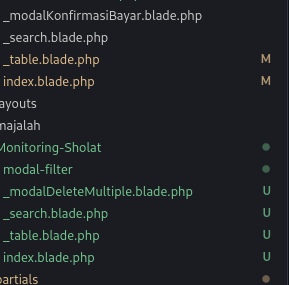 _modalKonfirmasiBayar.blade.php
_search.blade.php
_table.blade.php M
index.blade.php M
ayouts
majalah
Monitoring-Sholat
modal-filter
_modalDeleteMultiple.blade.php U
_search.blade.php U
_table.blade.php U
index.blade.php U
partials